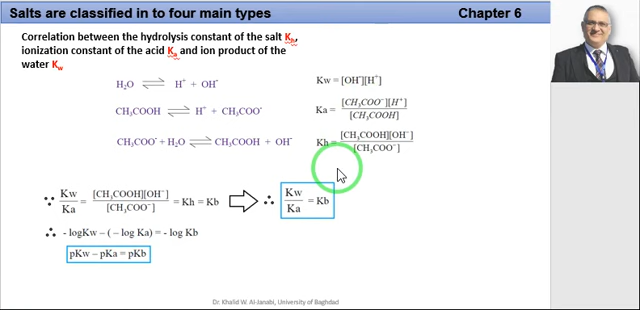 Salts are classified in to four main types
Chapter 6
Correlation between the hydrolysis constant of the salt Kh,
ionization constant of the acid Ka and ion product of the
water Kw
H₂O ⇌ H⁺ + OH⁻
Kw = [OH⁻][H⁺]
CH₃COOH ⇌ H⁺ + CH₃COO⁻
Ka = [CH₃COO⁻][H⁺] / [CH₃COOH]
CH₃COO⁻ + H₂O ⇌ CH₃COOH + OH⁻
Kh = [CH₃COOH][OH⁻] / [CH₃COO⁻]
∵ Kw / Ka = [CH₃COOH][OH⁻] / [CH₃COO⁻] = Kh = Kb ⇨ ∴ Kw / Ka = Kb
∴ - logKw – ( – log Ka) = - log Kb
pKw – pKa = pKb
Dr. Khalid W. Al-Janabi, University of Baghdad